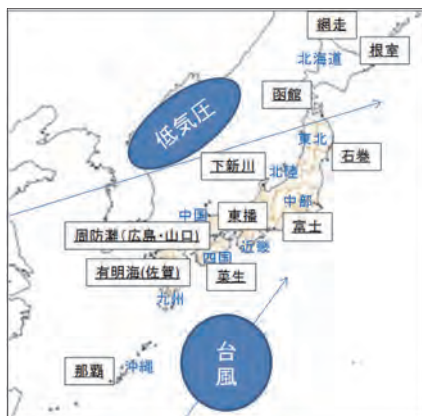 網走
根室
北海道
函館
低気圧
東北
石巻
下新川
北陸
中部
中国
東播
富士
周防灘（広島・山口）
近畿
四国
有明海(佐賀)
菜生
九州
台風
那覇
沖縄